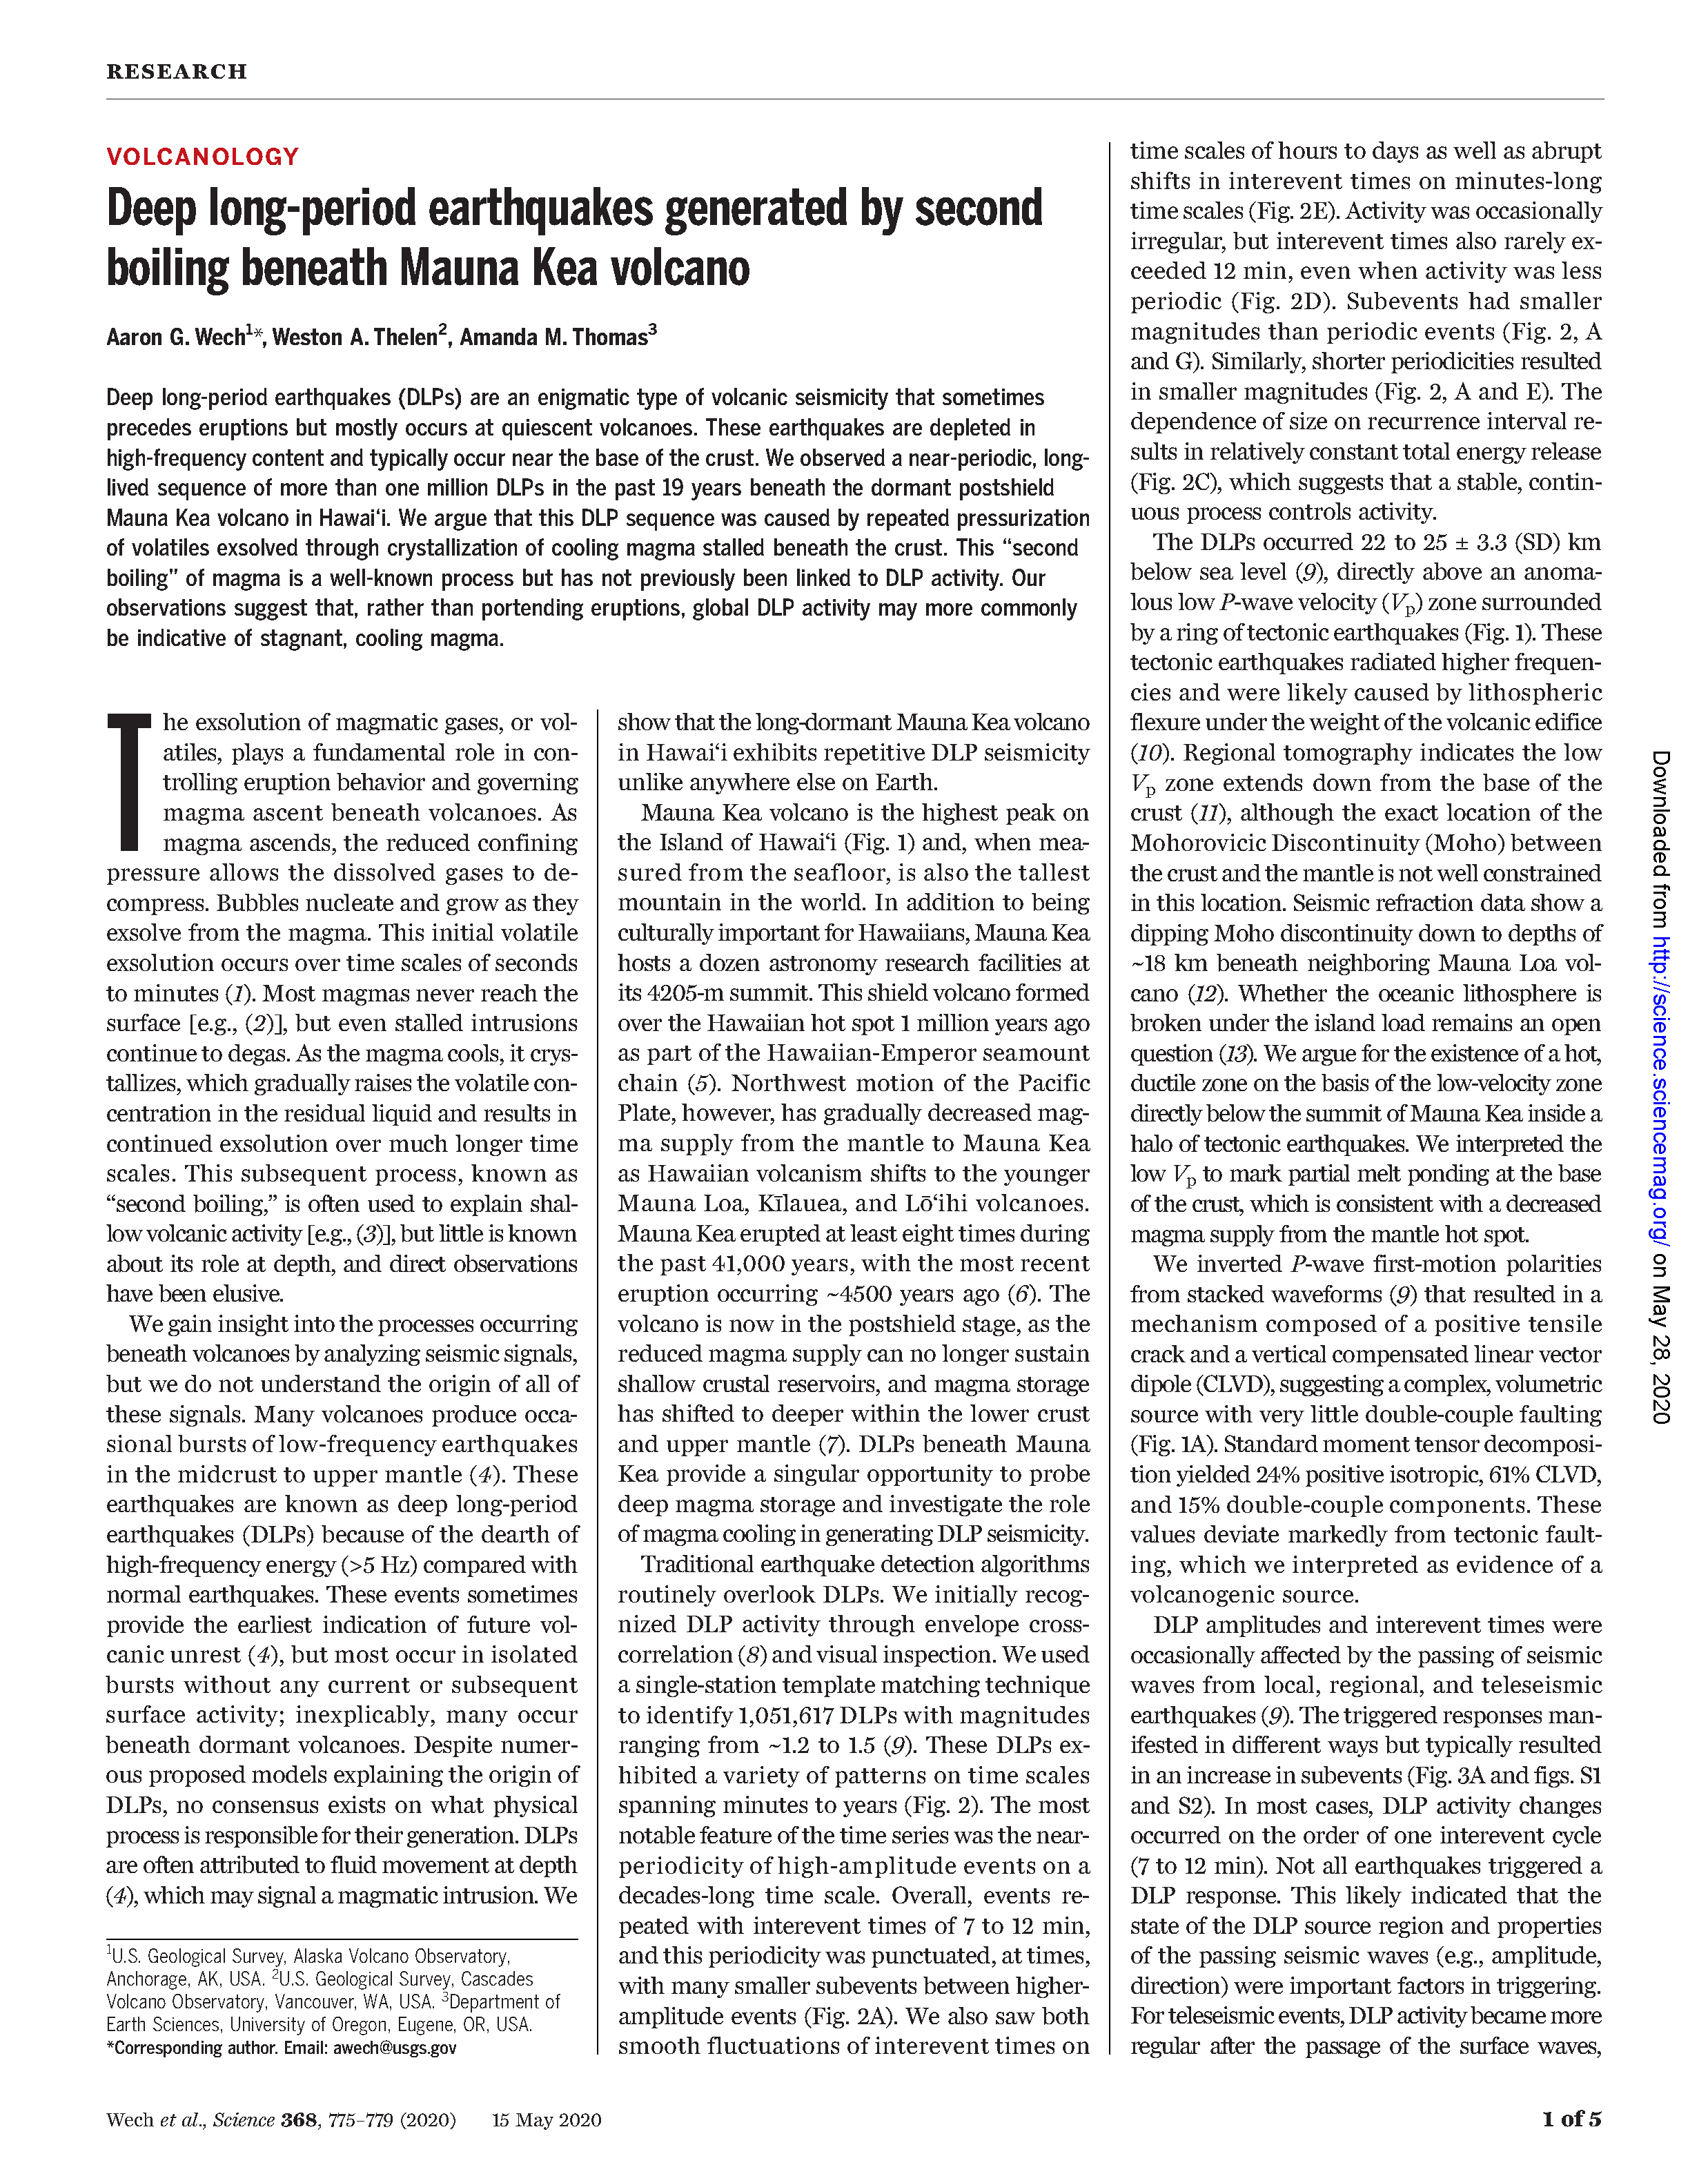 RESEARCH
VOLCANOLOGY
Deep long-period earthquakes generated by second
boiling beneath Mauna Kea volcano
Aaron G. Wech1*, Weston A. Thelen2, Amanda M. Thomas3
Deep long-period earthquakes (DLPs) are an enigmatic type of volcanic seismicity that sometimes
precedes eruptions but mostly occurs at quiescent volcanoes. These earthquakes are depleted in
high-frequency content and typically occur near the base of the crust. We observed a near-periodic, long-
lived sequence of more than one million DLPs in the past 19 years beneath the dormant postshield
Mauna Kea volcano in Hawai‘i. We argue that this DLP sequence was caused by repeated pressurization
of volatiles exsolved through crystallization of cooling magma stalled beneath the crust. This “second
boiling” of magma is a well-known process but has not previously been linked to DLP activity. Our
observations suggest that, rather than portending eruptions, global DLP activity may more commonly
be indicative of stagnant, cooling magma.
The exsolution of magmatic gases, or vol-
atiles, plays a fundamental role in con-
trolling eruption behavior and governing
magma ascent beneath volcanoes. As
magma ascends, the reduced confining
pressure allows the dissolved gases to de-
compress. Bubbles nucleate and grow as they
exsolve from the magma. This initial volatile
exsolution occurs over time scales of seconds
to minutes (1). Most magmas never reach the
surface [e.g., (2)], but even stalled intrusions
continue to degas. As the magma cools, it crys-
tallizes, which gradually raises the volatile con-
centration in the residual liquid and results in
continued exsolution over much longer time
scales. This subsequent process, known as
“second boiling,” is often used to explain shal-
low volcanic activity [e.g., (3)], but little is known
about its role at depth, and direct observations
have been elusive.
We gain insight into the processes occurring
beneath volcanoes by analyzing seismic signals,
but we do not understand the origin of all of
these signals. Many volcanoes produce occa-
sional bursts of low-frequency earthquakes
in the midcrust to upper mantle (4). These
earthquakes are known as deep long-period
earthquakes (DLPs) because of the dearth of
high-frequency energy (>5 Hz) compared with
normal earthquakes. These events sometimes
provide the earliest indication of future vol-
canic unrest (4), but most occur in isolated
bursts without any current or subsequent
surface activity; inexplicably, many occur
beneath dormant volcanoes. Despite numer-
ous proposed models explaining the origin of
DLPs, no consensus exists on what physical
process is responsible for their generation. DLPs
are often attributed to fluid movement at depth
(4), which may signal a magmatic intrusion. We
1U.S. Geological Survey, Alaska Volcano Observatory,
Anchorage, AK, USA. 2U.S. Geological Survey, Cascades
Volcano Observatory, Vancouver, WA, USA. 3Department of
Earth Sciences, University of Oregon, Eugene, OR, USA.
*Corresponding author. Email: awech@usgs.gov
show that the long-dormant Mauna Kea volcano
in Hawai‘i exhibits repetitive DLP seismicity
unlike anywhere else on Earth.
Mauna Kea volcano is the highest peak on
the Island of Hawai‘i (Fig. 1) and, when mea-
sured from the seafloor, is also the tallest
mountain in the world. In addition to being
culturally important for Hawaiians, Mauna Kea
hosts a dozen astronomy research facilities at
its 4205-m summit. This shield volcano formed
over the Hawaiian hot spot 1 million years ago
as part of the Hawaiian-Emperor seamount
chain (5). Northwest motion of the Pacific
Plate, however, has gradually decreased mag-
ma supply from the mantle to Mauna Kea
as Hawaiian volcanism shifts to the younger
Mauna Loa, Kīlauea, and Lō‘ihi volcanoes.
Mauna Kea erupted at least eight times during
the past 41,000 years, with the most recent
eruption occurring ~4500 years ago (6). The
volcano is now in the postshield stage, as the
reduced magma supply can no longer sustain
shallow crustal reservoirs, and magma storage
has shifted to deeper within the lower crust
and upper mantle (7). DLPs beneath Mauna
Kea provide a singular opportunity to probe
deep magma storage and investigate the role
of magma cooling in generating DLP seismicity.
Traditional earthquake detection algorithms
routinely overlook DLPs. We initially recog-
nized DLP activity through envelope cross-
correlation (8) and visual inspection. We used
a single-station template matching technique
to identify 1,051,617 DLPs with magnitudes
ranging from ~1.2 to 1.5 (9). These DLPs ex-
hibited a variety of patterns on time scales
spanning minutes to years (Fig. 2). The most
notable feature of the time series was the near-
periodicity of high-amplitude events on a
decades-long time scale. Overall, events re-
peated with interevent times of 7 to 12 min,
and this periodicity was punctuated, at times,
with many smaller subevents between higher-
amplitude events (Fig. 2A). We also saw both
smooth fluctuations of interevent times on
time scales of hours to days as well as abrupt
shifts in interevent times on minutes-long
time scales (Fig. 2E). Activity was occasionally
irregular, but interevent times also rarely ex-
ceeded 12 min, even when activity was less
periodic (Fig. 2D). Subevents had smaller
magnitudes than periodic events (Fig. 2, A
and G). Similarly, shorter periodicities resulted
in smaller magnitudes (Fig. 2, A and E). The
dependence of size on recurrence interval re-
sults in relatively constant total energy release
(Fig. 2C), which suggests that a stable, contin-
uous process controls activity.
The DLPs occurred 22 to 25 ± 3.3 (SD) km
below sea level (9), directly above an anoma-
lous low P-wave velocity (Vp) zone surrounded
by a ring of tectonic earthquakes (Fig. 1). These
tectonic earthquakes radiated higher frequen-
cies and were likely caused by lithospheric
flexure under the weight of the volcanic edifice
(10). Regional tomography indicates the low
Vp zone extends down from the base of the
crust (11), although the exact location of the
Mohorovicic Discontinuity (Moho) between
the crust and the mantle is not well constrained
in this location. Seismic refraction data show a
dipping Moho discontinuity down to depths of
~18 km beneath neighboring Mauna Loa vol-
cano (12). Whether the oceanic lithosphere is
broken under the island load remains an open
question (13). We argue for the existence of a hot,
ductile zone on the basis of the low-velocity zone
directly below the summit of Mauna Kea inside a
halo of tectonic earthquakes. We interpreted the
low Vp to mark partial melt ponding at the base
of the crust, which is consistent with a decreased
magma supply from the mantle hot spot.
We inverted P-wave first-motion polarities
from stacked waveforms (9) that resulted in a
mechanism composed of a positive tensile
crack and a vertical compensated linear vector
dipole (CLVD), suggesting a complex, volumetric
source with very little double-couple faulting
(Fig. 1A). Standard moment tensor decomposi-
tion yielded 24% positive isotropic, 61% CLVD,
and 15% double-couple components. These
values deviate markedly from tectonic fault-
ing, which we interpreted as evidence of a
volcanogenic source.
DLP amplitudes and interevent times were
occasionally affected by the passing of seismic
waves from local, regional, and teleseismic
earthquakes (9). The triggered responses man-
ifested in different ways but typically resulted
in an increase in subevents (Fig. 3A and figs. S1
and S2). In most cases, DLP activity changes
occurred on the order of one interevent cycle
(7 to 12 min). Not all earthquakes triggered a
DLP response. This likely indicated that the
state of the DLP source region and properties
of the passing seismic waves (e.g., amplitude,
direction) were important factors in triggering.
For teleseismic events, DLP activity became more
regular after the passage of the surface waves,
Wech et al., Science 368, 775–779 (2020) 15 May 2020
1 of 5
Downloaded from http://science.sciencemag.org/ on May 28, 2020